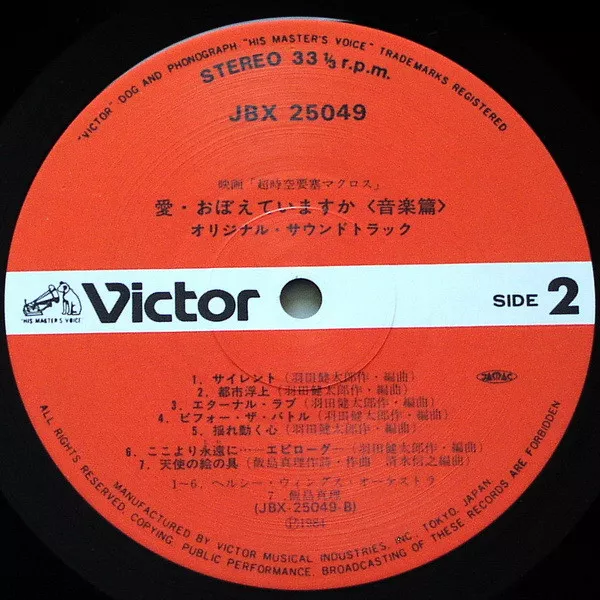 "VICTOR" DOG AND PHONOGRAPH "HIS MASTER'S VOICE" TRADEMARKS REGISTERED
STEREO 33 ⅓ r.p.m.
JBX 25049
映画「超時空要塞マクロス」
愛・おぼえていますか〈音楽篇〉
オリジナル・サウンドトラック
"HIS MASTER'S VOICE"
Victor
SIDE 2
1. サイレント(羽田健太郎作・編曲)
2. 都市浮上(羽田健太郎作・編曲)
3. エターナル・ラブ(羽田健太郎作・編曲)
4. ビフォー・ザ・バトル(羽田健太郎作・編曲)
5. 揺れ動く心(羽田健太郎作・編曲)
6. ここより永遠に……エピローグ…(羽田健太郎作・編曲)
7. 天使の絵の具(飯島真理作詩・作曲 清水信之編曲)
1~6. ヘルシー・ウィングス・オーケストラ
7. 飯島真理
(JBX-25049-B)
Ⓟ1984
ALL RIGHTS RESERVED. COPYING. PUBLIC PERFORMANCE. BROADCASTING OF THESE RECORDS ARE FORBIDDEN
MANUFACTURED BY VICTOR MUSICAL INDUSTRIES, INC. TOKYO, JAPAN